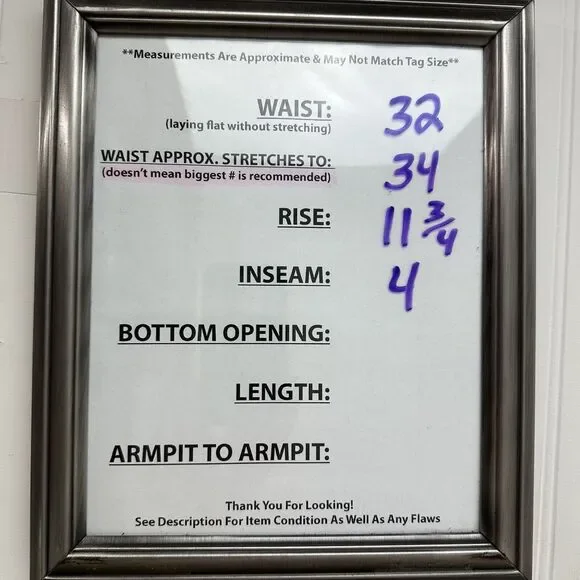 **Measurements Are Approximate & May Not Match Tag Size**
WAIST: 32
(laying flat without stretching)
WAIST APPROX. STRETCHES TO: 34
(doesn't mean biggest # is recommended)
RISE: 11 3/4
INSEAM: 4
BOTTOM OPENING:
LENGTH:
ARMPIT TO ARMPIT:
Thank You For Looking!
See Description For Item Condition As Well As Any Flaws